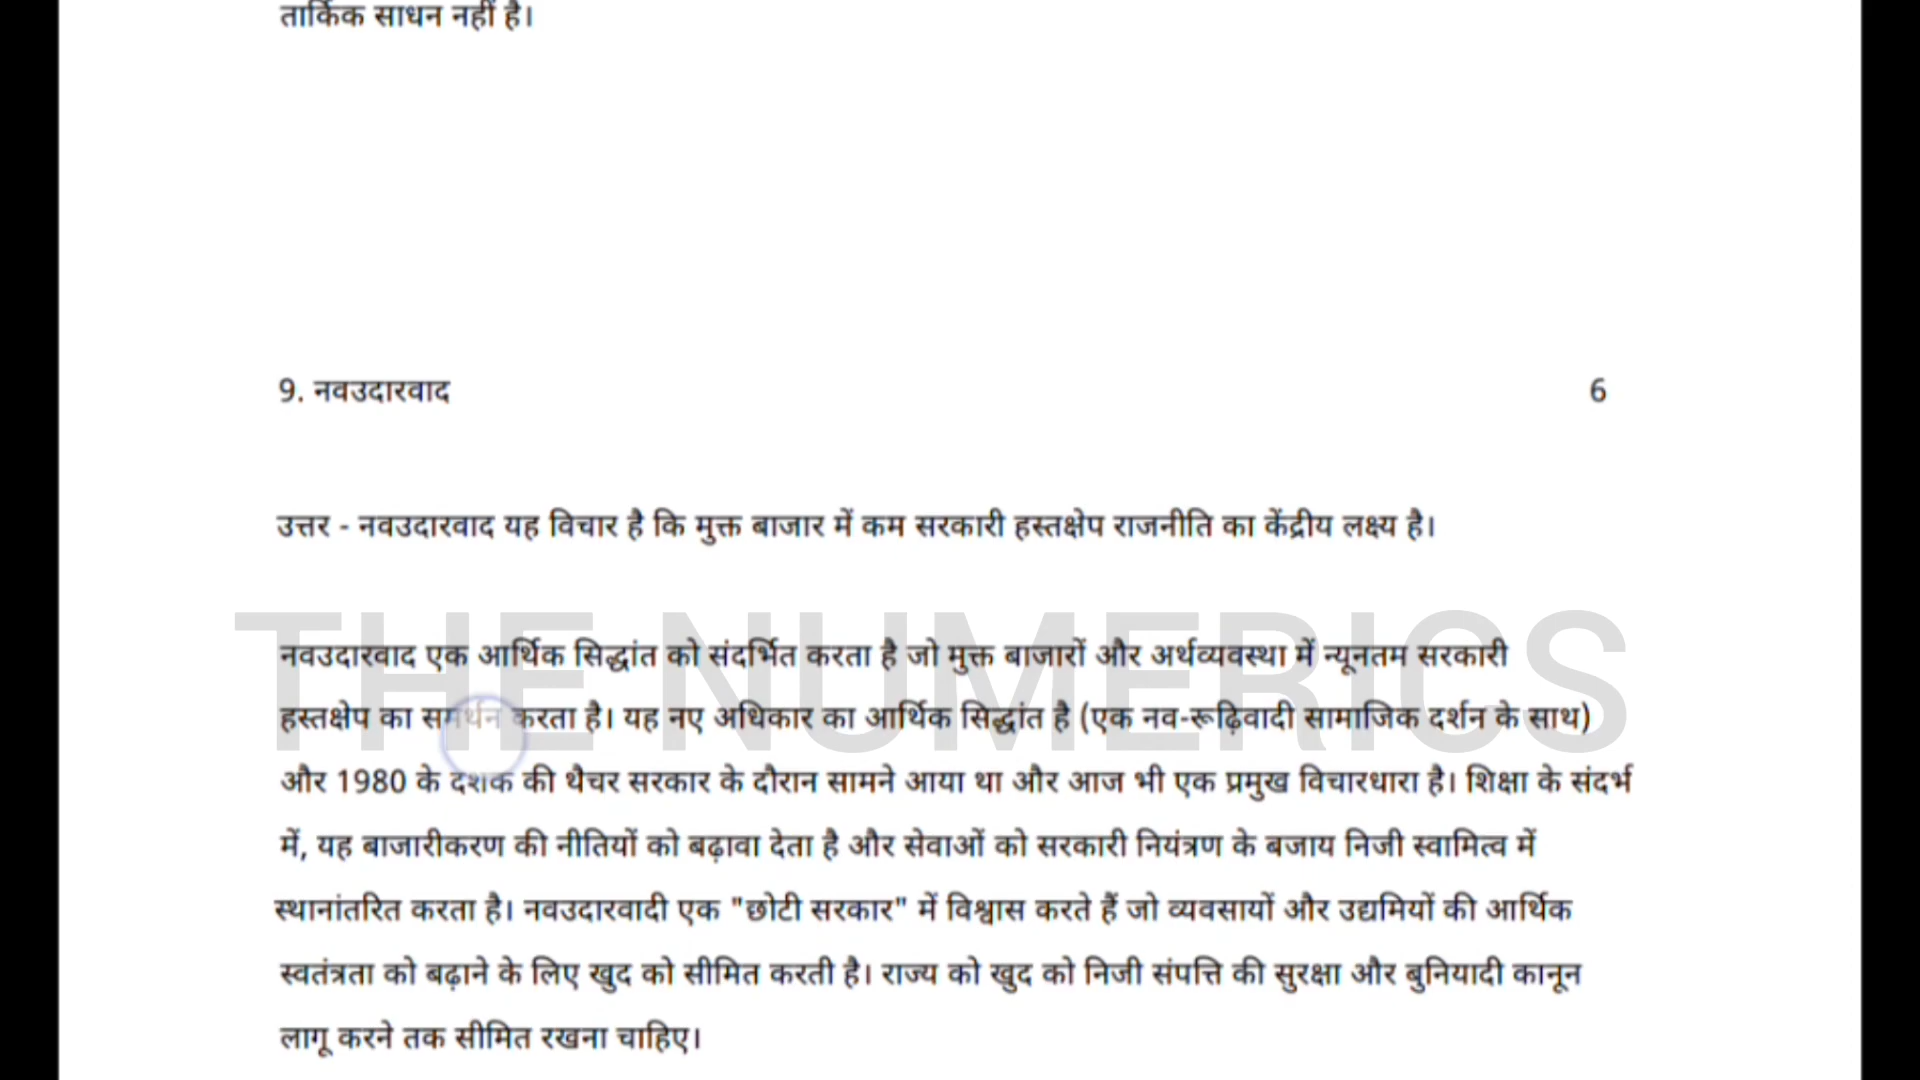 तार्किक साधन नहीं है।
9. नवउदारवाद 6
उत्तर - नवउदारवाद यह विचार है कि मुक्त बाजार में कम सरकारी हस्तक्षेप राजनीति का केंद्रीय लक्ष्य है।
THE NUMERICS
नवउदारवाद एक आर्थिक सिद्धांत को संदर्भित करता है जो मुक्त बाजारों और अर्थव्यवस्था में न्यूनतम सरकारी
हस्तक्षेप का समर्थन करता है। यह नए अधिकार का आर्थिक सिद्धांत है (एक नव-रूढ़िवादी सामाजिक दर्शन के साथ)
और 1980 के दशक की थैचर सरकार के दौरान सामने आया था और आज भी एक प्रमुख विचारधारा है। शिक्षा के संदर्भ
में, यह बाजारीकरण की नीतियों को बढ़ावा देता है और सेवाओं को सरकारी नियंत्रण के बजाय निजी स्वामित्व में
स्थानांतरित करता है। नवउदारवादी एक "छोटी सरकार" में विश्वास करते हैं जो व्यवसायों और उद्यमियों की आर्थिक
स्वतंत्रता को बढ़ाने के लिए खुद को सीमित करती है। राज्य को खुद को निजी संपत्ति की सुरक्षा और बुनियादी कानून
लागू करने तक सीमित रखना चाहिए।